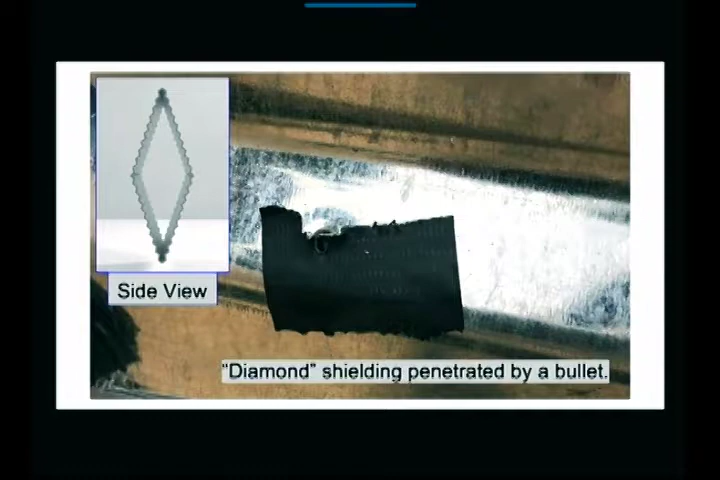 Side View
“Diamond” shielding penetrated by a bullet.